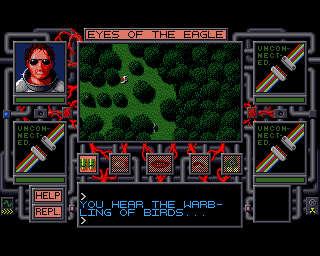 EYES OF THE EAGLE
UNCON-
NECT-
ED.
UNCON-
NECT-
ED.
UNCON-
NECT-
ED.
HELP
REPL.
>
YOU HEAR THE WARB-
LING OF BIRDS...
>